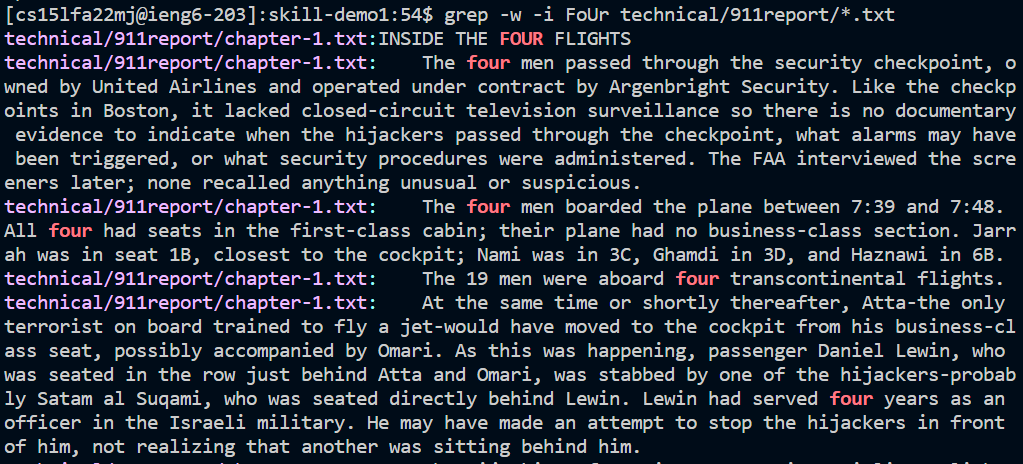 [cs15lfa22mj@ieng6-203]:skill-demo1:54$ grep -w -i FoUr technical/911report/*.txt
technical/911report/chapter-1.txt:INSIDE THE FOUR FLIGHTS
technical/911report/chapter-1.txt:    The four men passed through the security checkpoint, o
wned by United Airlines and operated under contract by Argenbright Security. Like the checkp
oints in Boston, it lacked closed-circuit television surveillance so there is no documentary
 evidence to indicate when the hijackers passed through the checkpoint, what alarms may have
 been triggered, or what security procedures were administered. The FAA interviewed the scre
eners later; none recalled anything unusual or suspicious.
technical/911report/chapter-1.txt:    The four men boarded the plane between 7:39 and 7:48.
All four had seats in the first-class cabin; their plane had no business-class section. Jarr
ah was in seat 1B, closest to the cockpit; Nami was in 3C, Ghamdi in 3D, and Haznawi in 6B.
technical/911report/chapter-1.txt:    The 19 men were aboard four transcontinental flights.
technical/911report/chapter-1.txt:    At the same time or shortly thereafter, Atta-the only
terrorist on board trained to fly a jet-would have moved to the cockpit from his business-cl
ass seat, possibly accompanied by Omari. As this was happening, passenger Daniel Lewin, who
was seated in the row just behind Atta and Omari, was stabbed by one of the hijackers-probab
ly Satam al Suqami, who was seated directly behind Lewin. Lewin had served four years as an
officer in the Israeli military. He may have made an attempt to stop the hijackers in front
of him, not realizing that another was sitting behind him.